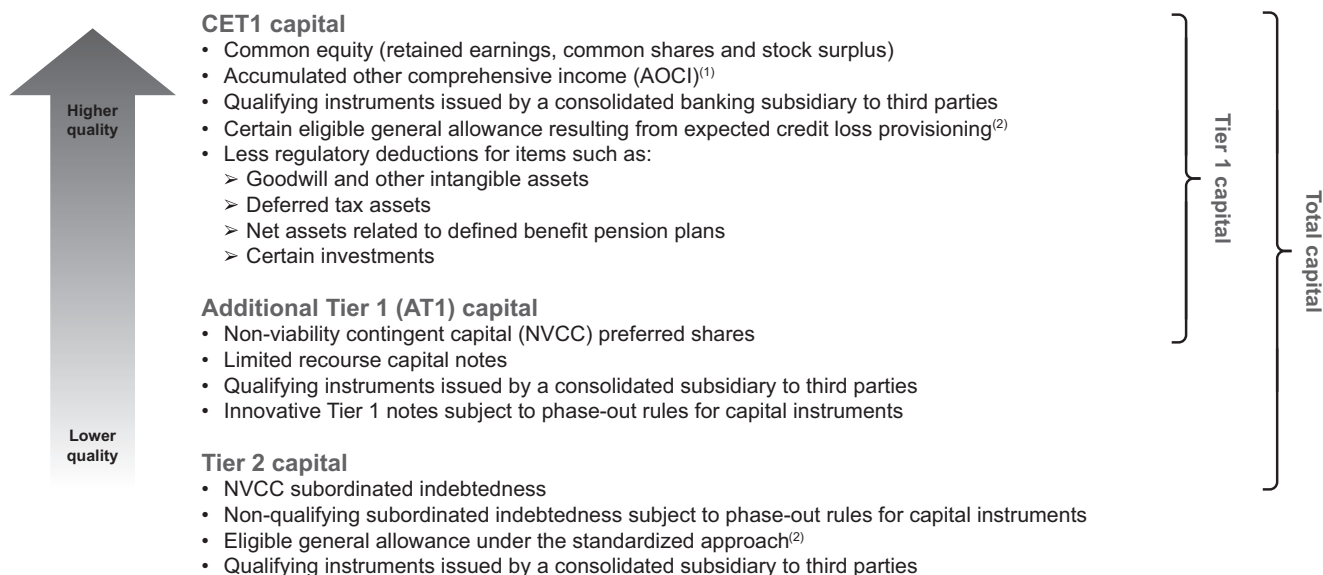 CET1 capital
• Common equity (retained earnings, common shares and stock surplus)
• Accumulated other comprehensive income (AOCI)(1)
• Qualifying instruments issued by a consolidated banking subsidiary to third parties
• Certain eligible general allowance resulting from expected credit loss provisioning(2)
• Less regulatory deductions for items such as:
➢ Goodwill and other intangible assets
➢ Deferred tax assets
➢ Net assets related to defined benefit pension plans
➢ Certain investments
Additional Tier 1 (AT1) capital
• Non-viability contingent capital (NVCC) preferred shares
• Limited recourse capital notes
• Qualifying instruments issued by a consolidated subsidiary to third parties
• Innovative Tier 1 notes subject to phase-out rules for capital instruments
Tier 2 capital
• NVCC subordinated indebtedness
• Non-qualifying subordinated indebtedness subject to phase-out rules for capital instruments
• Eligible general allowance under the standardized approach(2)
• Qualifying instruments issued by a consolidated subsidiary to third parties
Higher
quality
Lower
quality
Tier 1 capital
Total capital